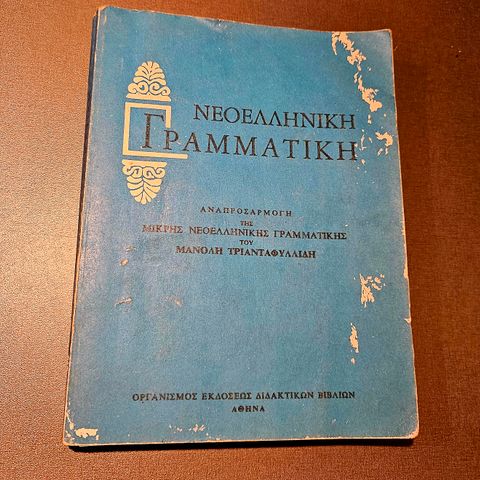 ΝΕΟΕΛΛΗΝΙΚΗ
ΓΡΑΜΜΑΤΙΚΗ
ΑΝΑΠΡΟΣΑΡΜΟΓΗ
ΤΗΣ
ΜΙΚΡΗΣ ΝΕΟΕΛΛΗΝΙΚΗΣ ΓΡΑΜΜΑΤΙΚΗΣ
ΤΟΥ
ΜΑΝΟΛΗ ΤΡΙΑΝΤΑΦΥΛΛΙΔΗ
ΟΡΓΑΝΙΣΜΟΣ ΕΚΔΟΣΕΩΣ ΔΙΔΑΚΤΙΚΩΝ ΒΙΒΛΙΩΝ
ΑΘΗΝΑ